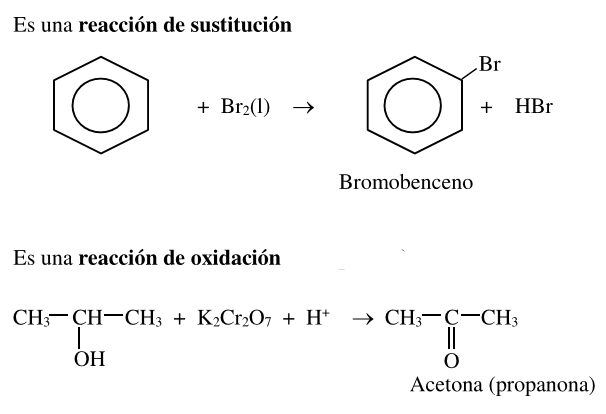 Es una reacción de sustitución
Br
+ Br₂(l) → + HBr
Bromobenceno
Es una reacción de oxidación
CH₃—CH—CH₃ + K₂Cr₂O₇ + H⁺ → CH₃—C—CH₃
OH O
Acetona (propanona)